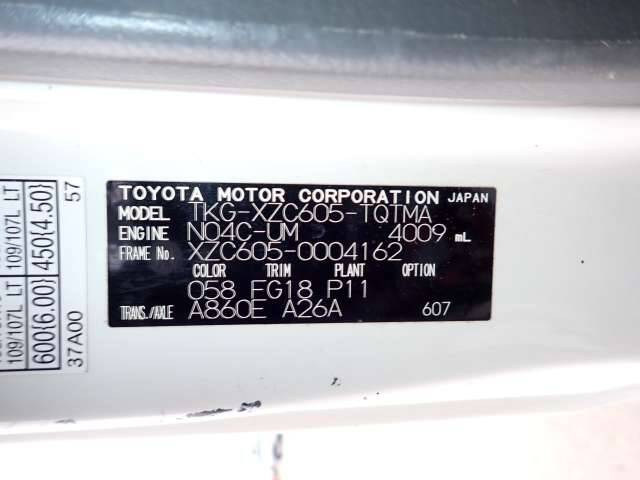 TOYOTA MOTOR CORPORATION JAPAN
MODEL TKG-XZC605-TQTMA
ENGINE N04C-UM 4009 mL
FRAME No. XZC605-0004162
COLOR TRIM PLANT OPTION
058 FG18 P11
TRANS./AXLE A860E A26A 607
109/107L LT 109/107L LT
600{6.00} 450{4.50}
37A00 57